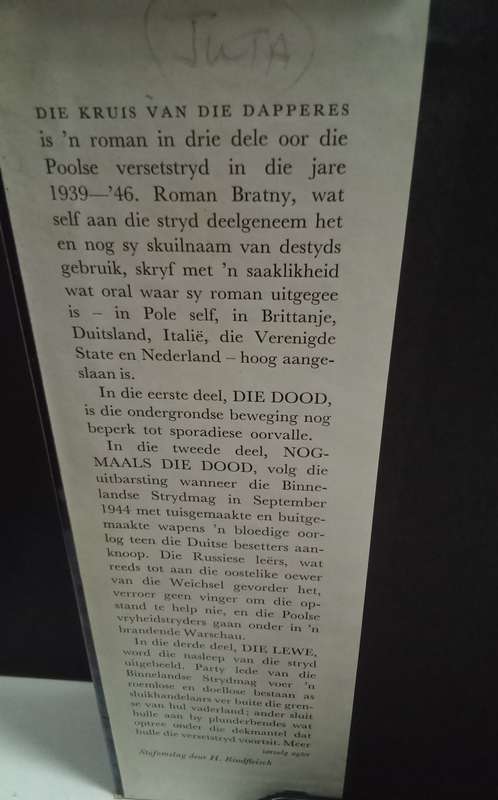 (JUTA)
DIE KRUIS VAN DIE DAPPERES
is 'n roman in drie dele oor die
Poolse versetstryd in die jare
1939—'46. Roman Bratny, wat
self aan die stryd deelgeneem het
en nog sy skuilnaam van destyds
gebruik, skryf met 'n saaklikheid
wat oral waar sy roman uitgegee
is – in Pole self, in Brittanje,
Duitsland, Italië, die Verenigde
State en Nederland – hoog aange-
slaan is.
In die eerste deel, DIE DOOD,
is die ondergrondse beweging nog
beperk tot sporadiese oorvalle.
In die tweede deel, NOG-
MAALS DIE DOOD, volg die
uitbarsting wanneer die Binne-
landse Strydmag in September
1944 met tuisgemaakte en buitge-
maakte wapens 'n bloedige oor-
log teen die Duitse besetters aan-
knoop. Die Russiese leërs, wat
reeds tot aan die oostelike oewer
van die Weichsel gevorder het,
verroer geen vinger om die op-
stand te help nie, en die Poolse
vryheidstryders gaan onder in 'n
brandende Warschau.
In die derde deel, DIE LEWE,
word die nasleep van die stryd
uitgebeeld. Party lede van die
Binnelandse Strydmag voer 'n
roemlose en doellose bestaan as
sluikhandelaars ver buite die gren-
se van hul vaderland; ander sluit
hulle aan by plunderbendes wat
optree onder die dekmantel dat
hulle die versetstryd voortsit. Meer
vervolg agter
Stofomslag deur H. Rindfleisch